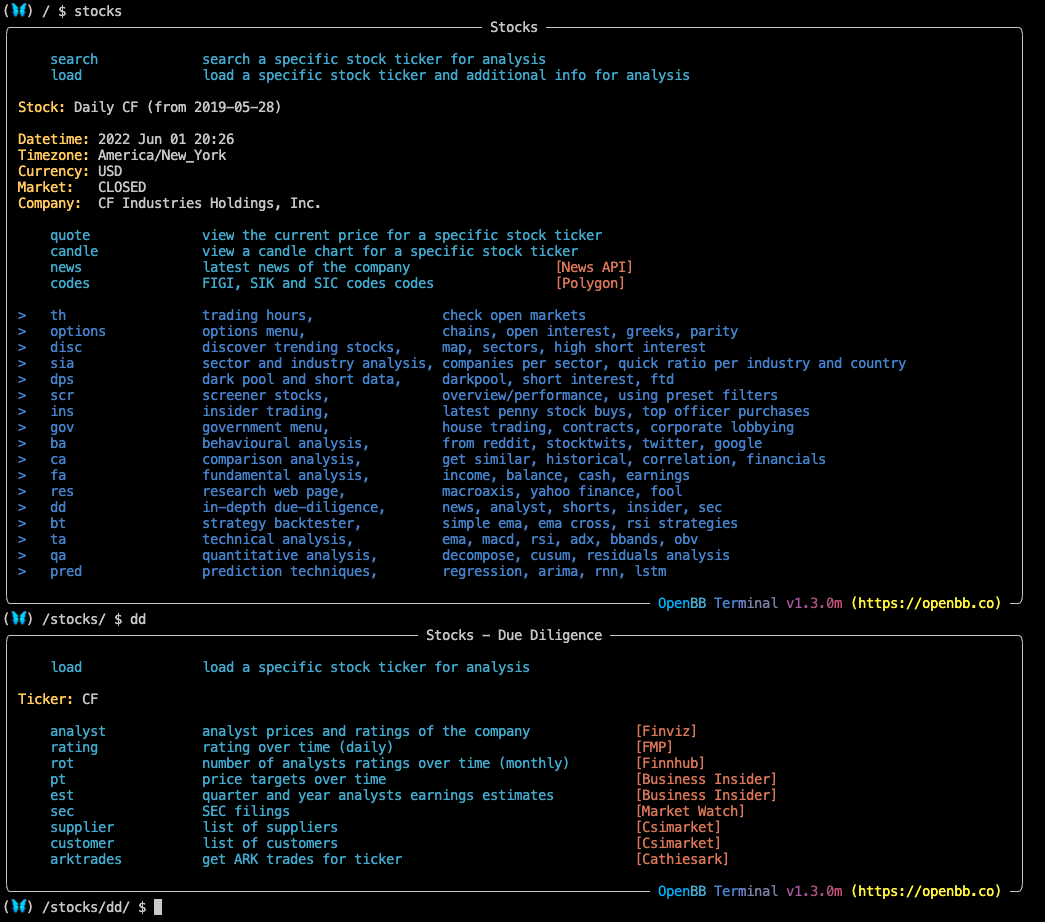 (🦋) / $ stocks
Stocks
search search a specific stock ticker for analysis
load load a specific stock ticker and additional info for analysis
Stock: Daily CF (from 2019-05-28)
Datetime: 2022 Jun 01 20:26
Timezone: America/New_York
Currency: USD
Market: CLOSED
Company: CF Industries Holdings, Inc.
quote view the current price for a specific stock ticker
candle view a candle chart for a specific stock ticker
news latest news of the company [News API]
codes FIGI, SIK and SIC codes codes [Polygon]
> th trading hours, check open markets
> options options menu, chains, open interest, greeks, parity
> disc discover trending stocks, map, sectors, high short interest
> sia sector and industry analysis, companies per sector, quick ratio per industry and country
> dps dark pool and short data, darkpool, short interest, ftd
> scr screener stocks, overview/performance, using preset filters
> ins insider trading, latest penny stock buys, top officer purchases
> gov government menu, house trading, contracts, corporate lobbying
> ba behavioural analysis, from reddit, stocktwits, twitter, google
> ca comparison analysis, get similar, historical, correlation, financials
> fa fundamental analysis, income, balance, cash, earnings
> res research web page, macroaxis, yahoo finance, fool
> dd in-depth due-diligence, news, analyst, shorts, insider, sec
> bt strategy backtester, simple ema, ema cross, rsi strategies
> ta technical analysis, ema, macd, rsi, adx, bbands, obv
> qa quantitative analysis, decompose, cusum, residuals analysis
> pred prediction techniques, regression, arima, rnn, lstm
OpenBB Terminal v1.3.0m (https://openbb.co)
(🦋) /stocks/ $ dd
Stocks - Due Diligence
load load a specific stock ticker for analysis
Ticker: CF
analyst analyst prices and ratings of the company [Finviz]
rating rating over time (daily) [FMP]
rot number of analysts ratings over time (monthly) [Finnhub]
pt price targets over time [Business Insider]
est quarter and year analysts earnings estimates [Business Insider]
sec SEC filings [Market Watch]
supplier list of suppliers [Csimarket]
customer list of customers [Csimarket]
arktrades get ARK trades for ticker [Cathiesark]
OpenBB Terminal v1.3.0m (https://openbb.co)
(🦋) /stocks/dd/ $